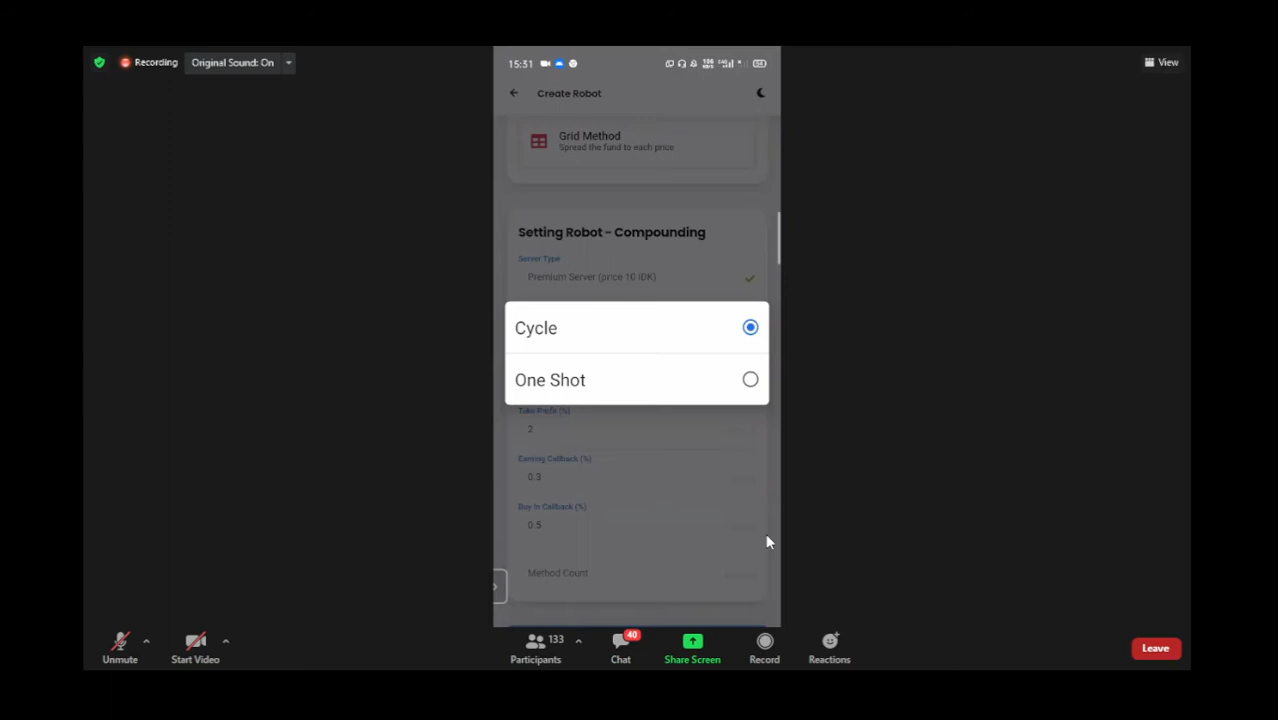 Recording
Original Sound: On
View
15:31
Create Robot
Grid Method
Spread the fund to each price
Setting Robot - Compounding
Server Type
Premium Server (price 10 IDK)
Cycle
One Shot
Take Profit (%)
2
Earning Callback (%)
0.3
Buy In Callback (%)
0.5
Method Count
Unmute
Start Video
133
Participants
40
Chat
Share Screen
Record
Reactions
Leave